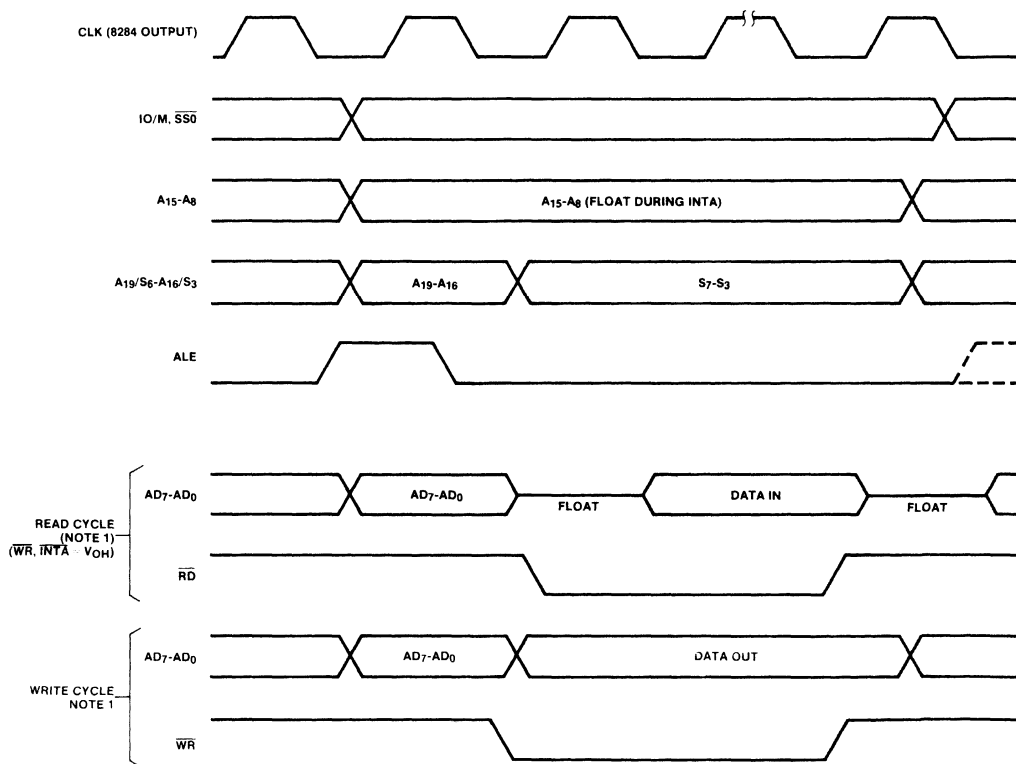 CLK (8284 OUTPUT)
IO/M, SS0
A15-A8
A15-A8 (FLOAT DURING INTA)
A19/S6-A16/S3
A19-A16
S7-S3
ALE
READ CYCLE
(NOTE 1)
(WR, INTA = VOH)
AD7-AD0
AD7-AD0
FLOAT
DATA IN
FLOAT
RD
WRITE CYCLE
NOTE 1
AD7-AD0
AD7-AD0
DATA OUT
WR